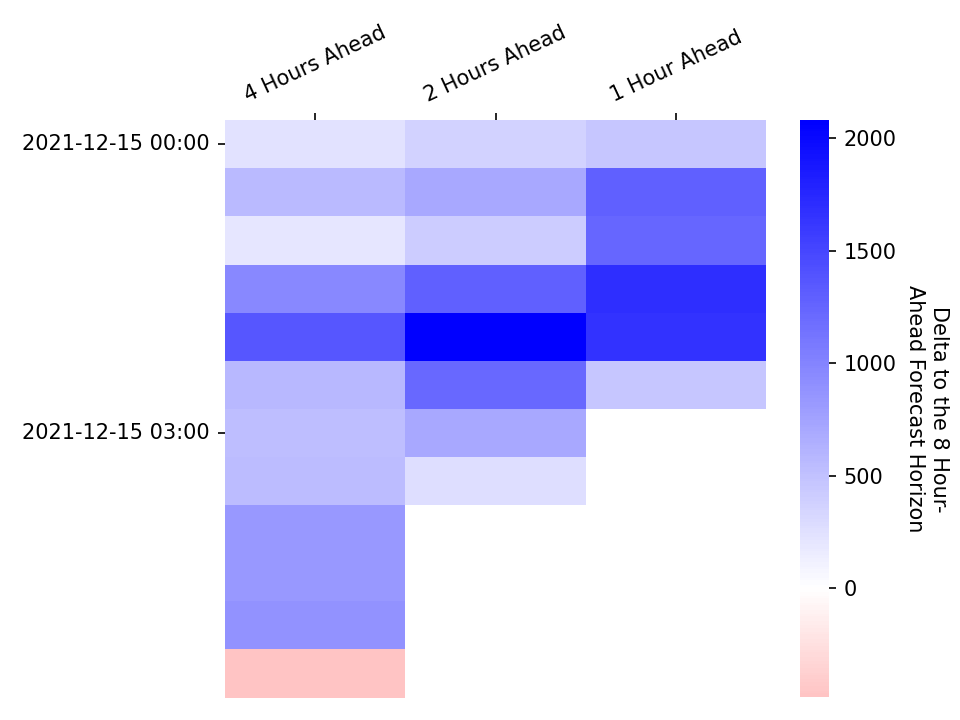 4 Hours Ahead
2 Hours Ahead
1 Hour Ahead
2021-12-15 00:00
2021-12-15 03:00
2000
1500
1000
500
0
Delta to the 8 Hour-
Ahead Forecast Horizon